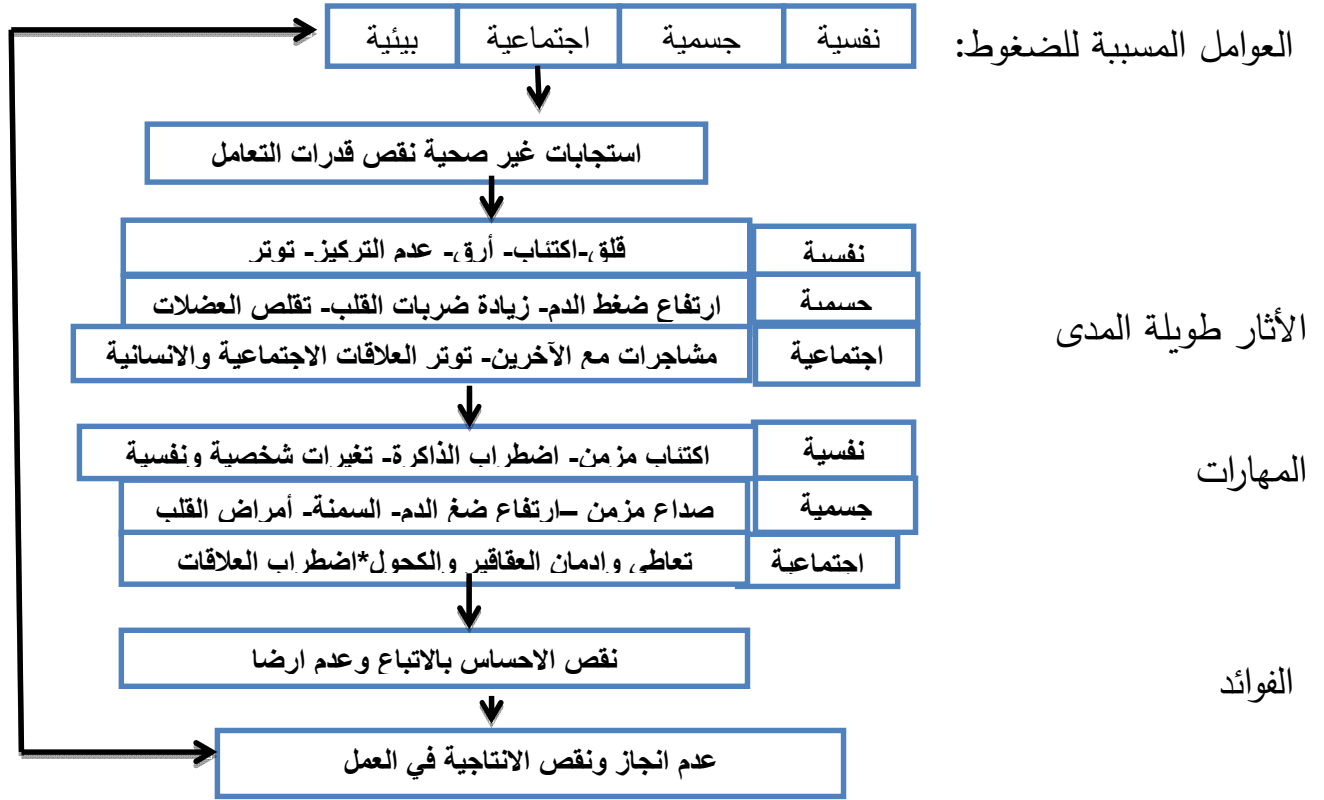 العوامل المسببة للضغوط: نفسية جسمية اجتماعية بيئية
استجابات غير صحية نقص قدرات التعامل
نفسية قلق-اكتئاب- أرق- عدم التركيز- توتر
الأثار طويلة المدى
جسمية ارتفاع ضغط الدم- زيادة ضربات القلب- تقلص العضلات
اجتماعية مشاجرات مع الآخرين- توتر العلاقات الاجتماعية والانسانية
المهارات
نفسية اكتئاب مزمن- اضطراب الذاكرة- تغيرات شخصية ونفسية
جسمية صداع مزمن –ارتفاع ضغ الدم- السمنة- أمراض القلب
اجتماعية تعاطي وادمان العقاقير والكحول*اضطراب العلاقات
الفوائد
نقص الاحساس بالاتباع وعدم ارضا
عدم انجاز ونقص الانتاجية في العمل